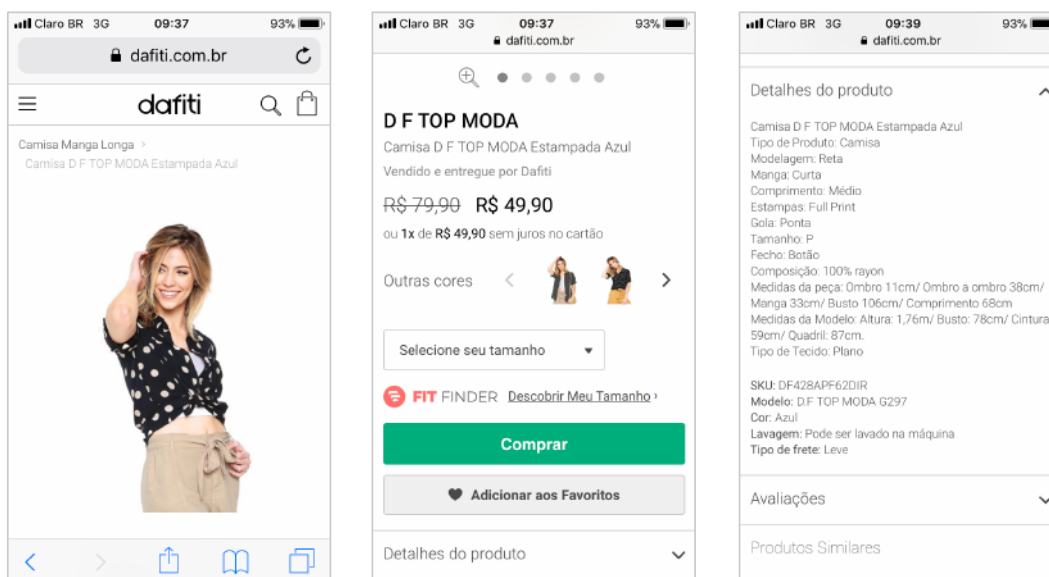 Claro BR 3G 09:37 93%
dafiti.com.br
dafiti
Camisa Manga Longa >
Camisa D F TOP MODA Estampada Azul
Claro BR 3G 09:37 93%
dafiti.com.br
D F TOP MODA
Camisa D F TOP MODA Estampada Azul
Vendido e entregue por Dafiti
R$ 79,90 R$ 49,90
ou 1x de R$ 49,90 sem juros no cartão
Outras cores
Selecione seu tamanho
FIT FINDER Descobrir Meu Tamanho ›
Comprar
Adicionar aos Favoritos
Detalhes do produto
Claro BR 3G 09:39 93%
dafiti.com.br
Detalhes do produto
Camisa D F TOP MODA Estampada Azul
Tipo de Produto: Camisa
Modelagem: Reta
Manga: Curta
Comprimento: Médio
Estampas: Full Print
Gola: Ponta
Tamanho: P
Fecho: Botão
Composição: 100% rayon
Medidas da peça: Ombro 11cm/ Ombro a ombro 38cm/
Manga 33cm/ Busto 106cm/ Comprimento 68cm
Medidas da Modelo: Altura: 1,76m/ Busto: 78cm/ Cintura
59cm/ Quadril: 87cm.
Tipo de Tecido: Plano
SKU: DF428APF62DIR
Modelo: D.F TOP MODA G297
Cor: Azul
Lavagem: Pode ser lavado na máquina
Tipo de frete: Leve
Avaliações
Produtos Similares